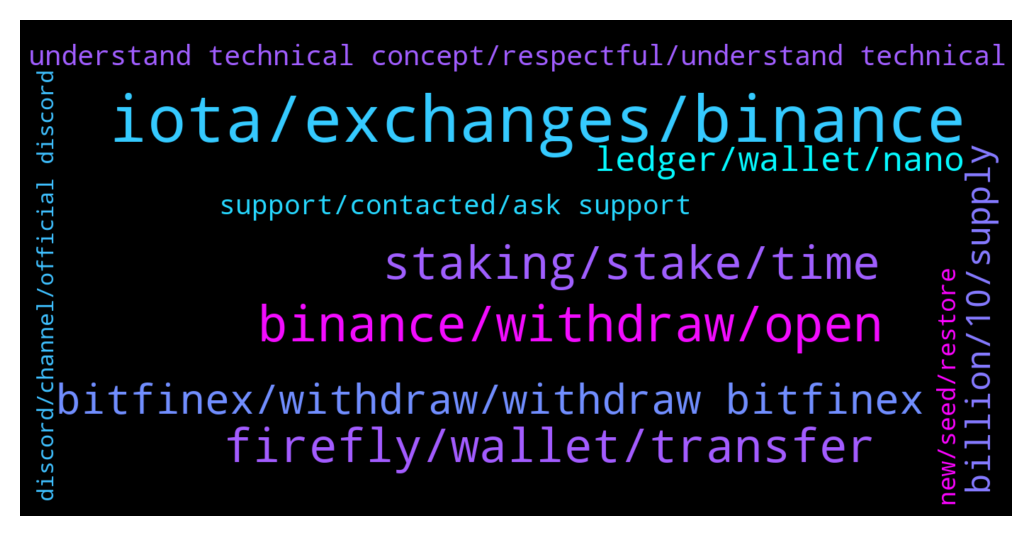 understand technical concept/respectful/understand technical
iota/exchanges/binance
ledger/wallet/nano
support/contacted/ask support
staking/stake/time
binance/withdraw/open
bitfinex/withdraw/withdraw bitfinex
firefly/wallet/transfer
discord/channel/official discord
new/seed/restore
billion/10/supply